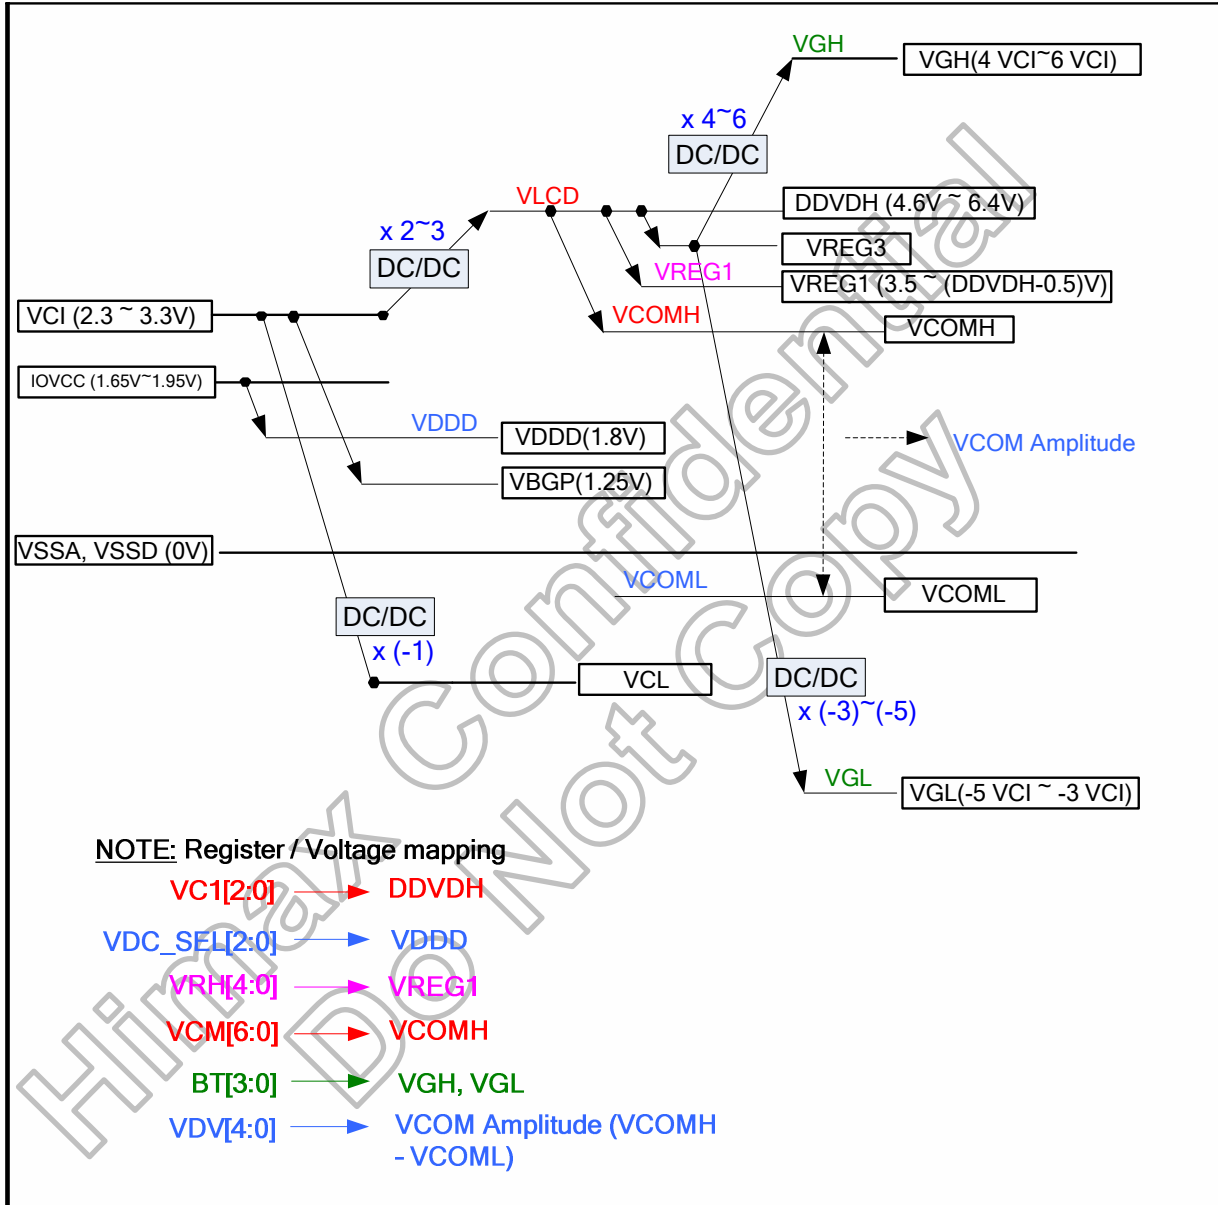 VGH
VGH(4 VCI~6 VCI)
x 4~6
DC/DC
VLCD
DDVDH (4.6V ~ 6.4V)
x 2~3
DC/DC
VREG3
VREG1
VREG1 (3.5 ~ (DDVDH-0.5)V)
VCI (2.3 ~ 3.3V)
VCOMH
VCOMH
IOVCC (1.65V~1.95V)
VDDD
VDDD(1.8V)
VCOM Amplitude
VBGP(1.25V)
VSSA, VSSD (0V)
VCOML
VCOML
DC/DC
x (-1)
VCL
DC/DC
x (-3)~(-5)
VGL
VGL(-5 VCI ~ -3 VCI)
NOTE: Register / Voltage mapping
VC1[2:0] DDVDH
VDC_SEL[2:0] VDDD
VRH[4:0] VREG1
VCM[6:0] VCOMH
BT[3:0] VGH, VGL
VDV[4:0] VCOM Amplitude (VCOMH
- VCOML)
Himax Confidential
Do Not Copy